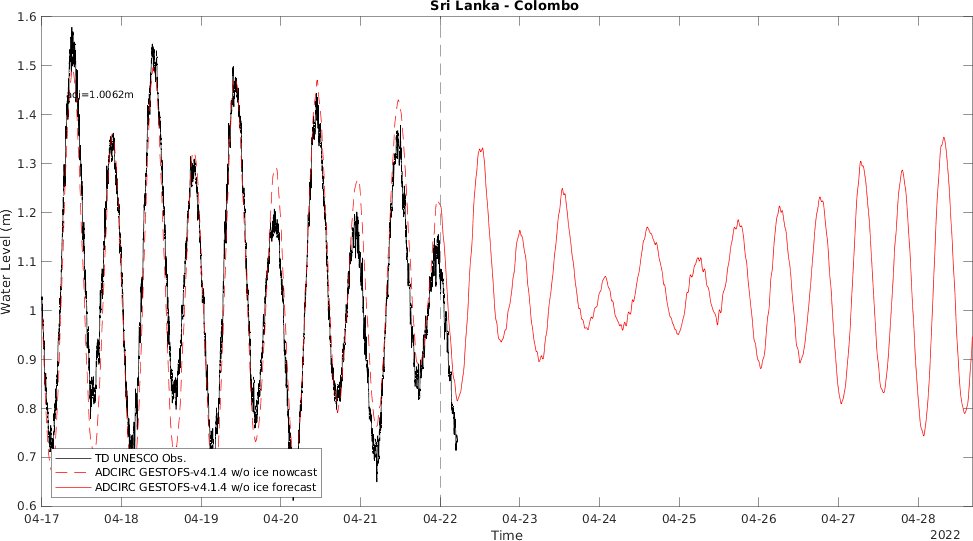 Sri Lanka - Colombo
1.6
1.5
1.4
1.3
1.2
1.1
1
0.9
0.8
0.7
0.6
Water Level (m)
adj=1.0062m
TD UNESCO Obs.
ADCIRC GESTOFS-v4.1.4 w/o ice nowcast
ADCIRC GESTOFS-v4.1.4 w/o ice forecast
04-17 04-18 04-19 04-20 04-21 04-22 04-23 04-24 04-25 04-26 04-27 04-28
Time
2022